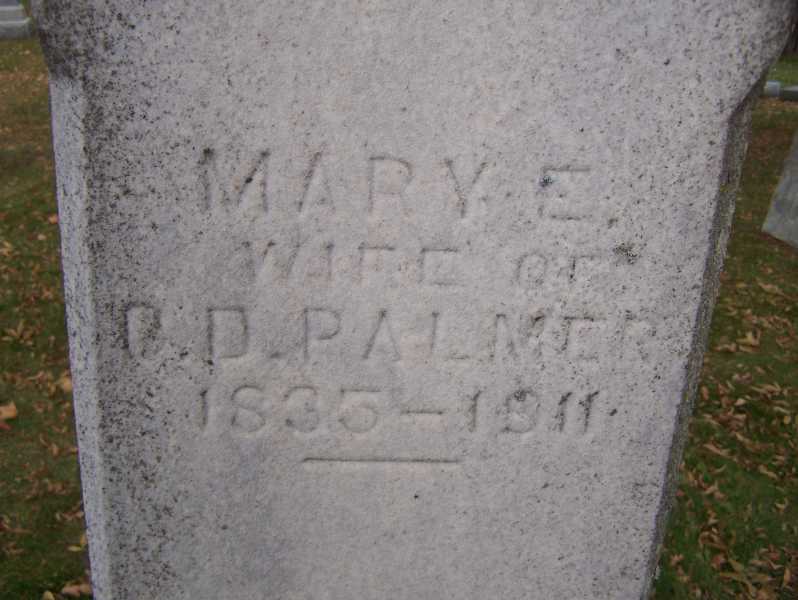 MARY E.
WIFE OF
C.D. PALMER
1835–1911